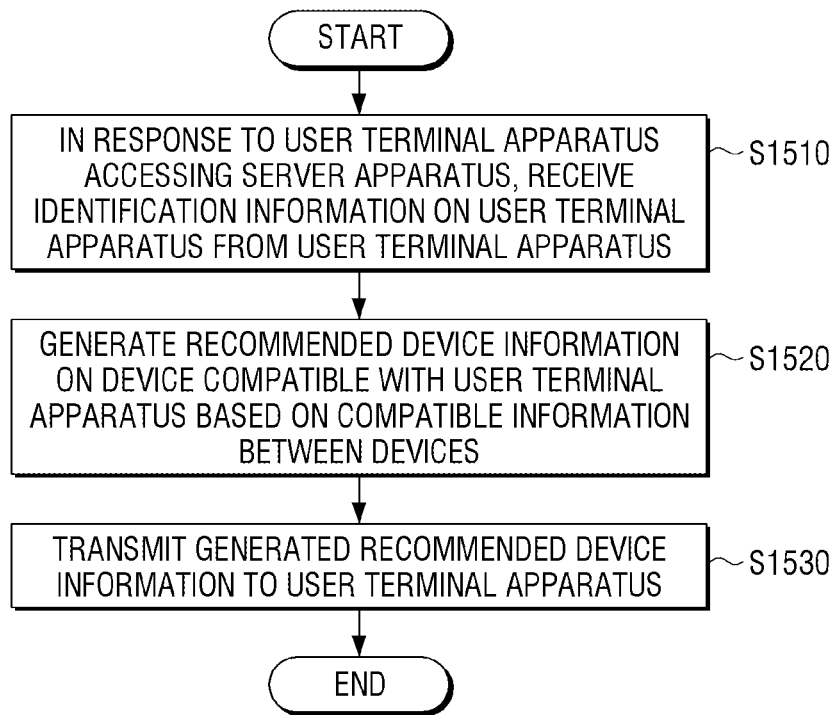 START
IN RESPONSE TO USER TERMINAL APPARATUS
ACCESSING SERVER APPARATUS, RECEIVE
IDENTIFICATION INFORMATION ON USER TERMINAL
APPARATUS FROM USER TERMINAL APPARATUS
S1510
GENERATE RECOMMENDED DEVICE INFORMATION
ON DEVICE COMPATIBLE WITH USER TERMINAL
APPARATUS BASED ON COMPATIBLE INFORMATION
BETWEEN DEVICES
S1520
TRANSMIT GENERATED RECOMMENDED DEVICE
INFORMATION TO USER TERMINAL APPARATUS
S1530
END